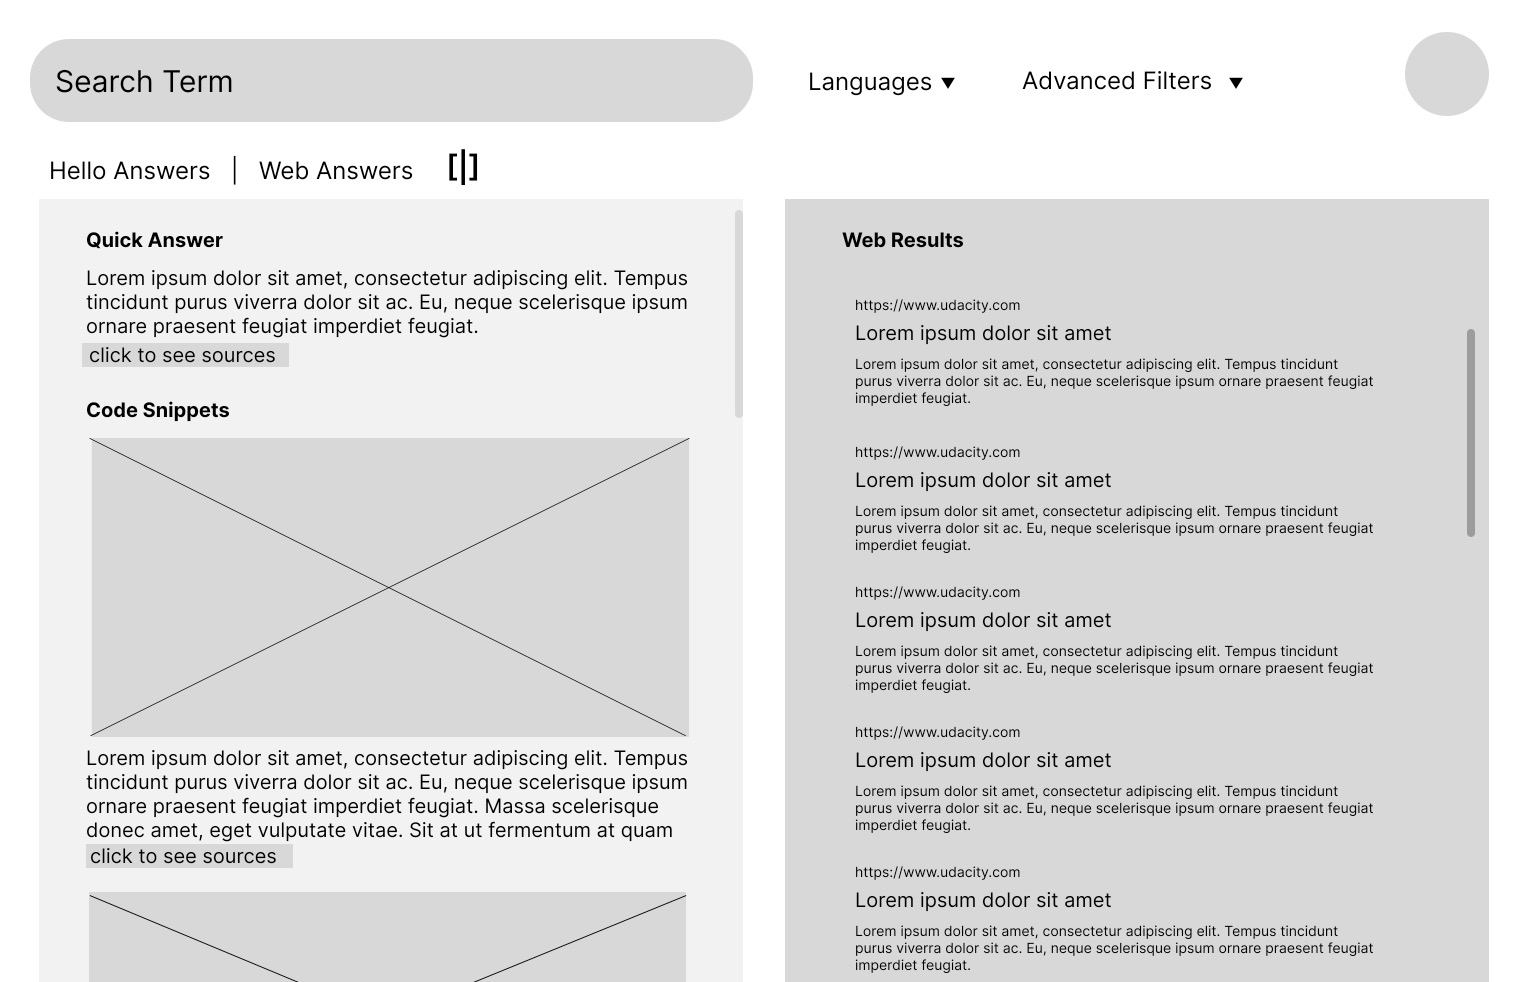 Search Term
Languages ▼
Advanced Filters ▼
Hello Answers | Web Answers [|]
Quick Answer
Lorem ipsum dolor sit amet, consectetur adipiscing elit. Tempus
tincidunt purus viverra dolor sit ac. Eu, neque scelerisque ipsum
ornare praesent feugiat imperdiet feugiat.
click to see sources
Code Snippets
Lorem ipsum dolor sit amet, consectetur adipiscing elit. Tempus
tincidunt purus viverra dolor sit ac. Eu, neque scelerisque ipsum
ornare praesent feugiat imperdiet feugiat. Massa scelerisque
donec amet, eget vulputate vitae. Sit at ut fermentum at quam
click to see sources
Web Results
https://www.udacity.com
Lorem ipsum dolor sit amet
Lorem ipsum dolor sit amet, consectetur adipiscing elit. Tempus tincidunt
purus viverra dolor sit ac. Eu, neque scelerisque ipsum ornare praesent feugiat
imperdiet feugiat.
https://www.udacity.com
Lorem ipsum dolor sit amet
Lorem ipsum dolor sit amet, consectetur adipiscing elit. Tempus tincidunt
purus viverra dolor sit ac. Eu, neque scelerisque ipsum ornare praesent feugiat
imperdiet feugiat.
https://www.udacity.com
Lorem ipsum dolor sit amet
Lorem ipsum dolor sit amet, consectetur adipiscing elit. Tempus tincidunt
purus viverra dolor sit ac. Eu, neque scelerisque ipsum ornare praesent feugiat
imperdiet feugiat.
https://www.udacity.com
Lorem ipsum dolor sit amet
Lorem ipsum dolor sit amet, consectetur adipiscing elit. Tempus tincidunt
purus viverra dolor sit ac. Eu, neque scelerisque ipsum ornare praesent feugiat
imperdiet feugiat.
https://www.udacity.com
Lorem ipsum dolor sit amet
Lorem ipsum dolor sit amet, consectetur adipiscing elit. Tempus tincidunt
purus viverra dolor sit ac. Eu, neque scelerisque ipsum ornare praesent feugiat
imperdiet feugiat.